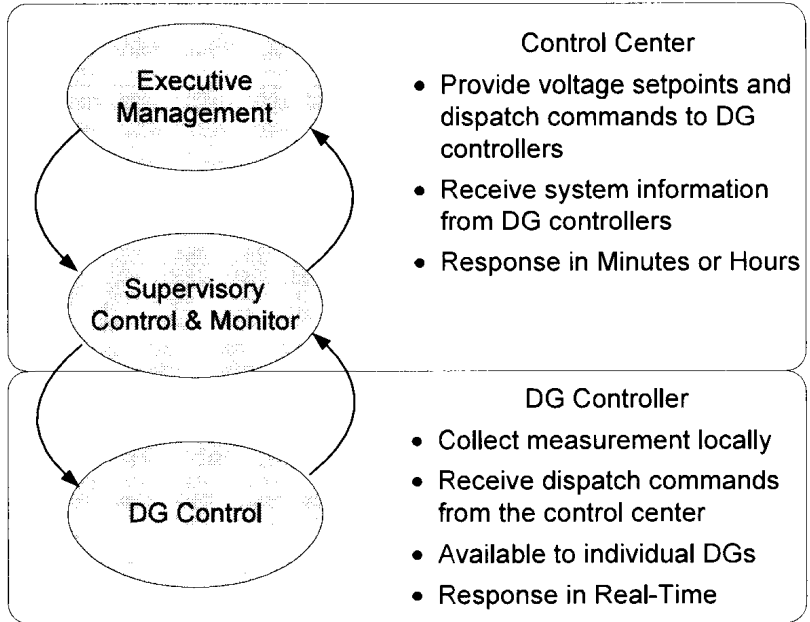 Executive
Management
Supervisory
Control & Monitor
Control Center
• Provide voltage setpoints and
dispatch commands to DG
controllers
• Receive system information
from DG controllers
• Response in Minutes or Hours
DG Control
DG Controller
• Collect measurement locally
• Receive dispatch commands
from the control center
• Available to individual DGs
• Response in Real-Time